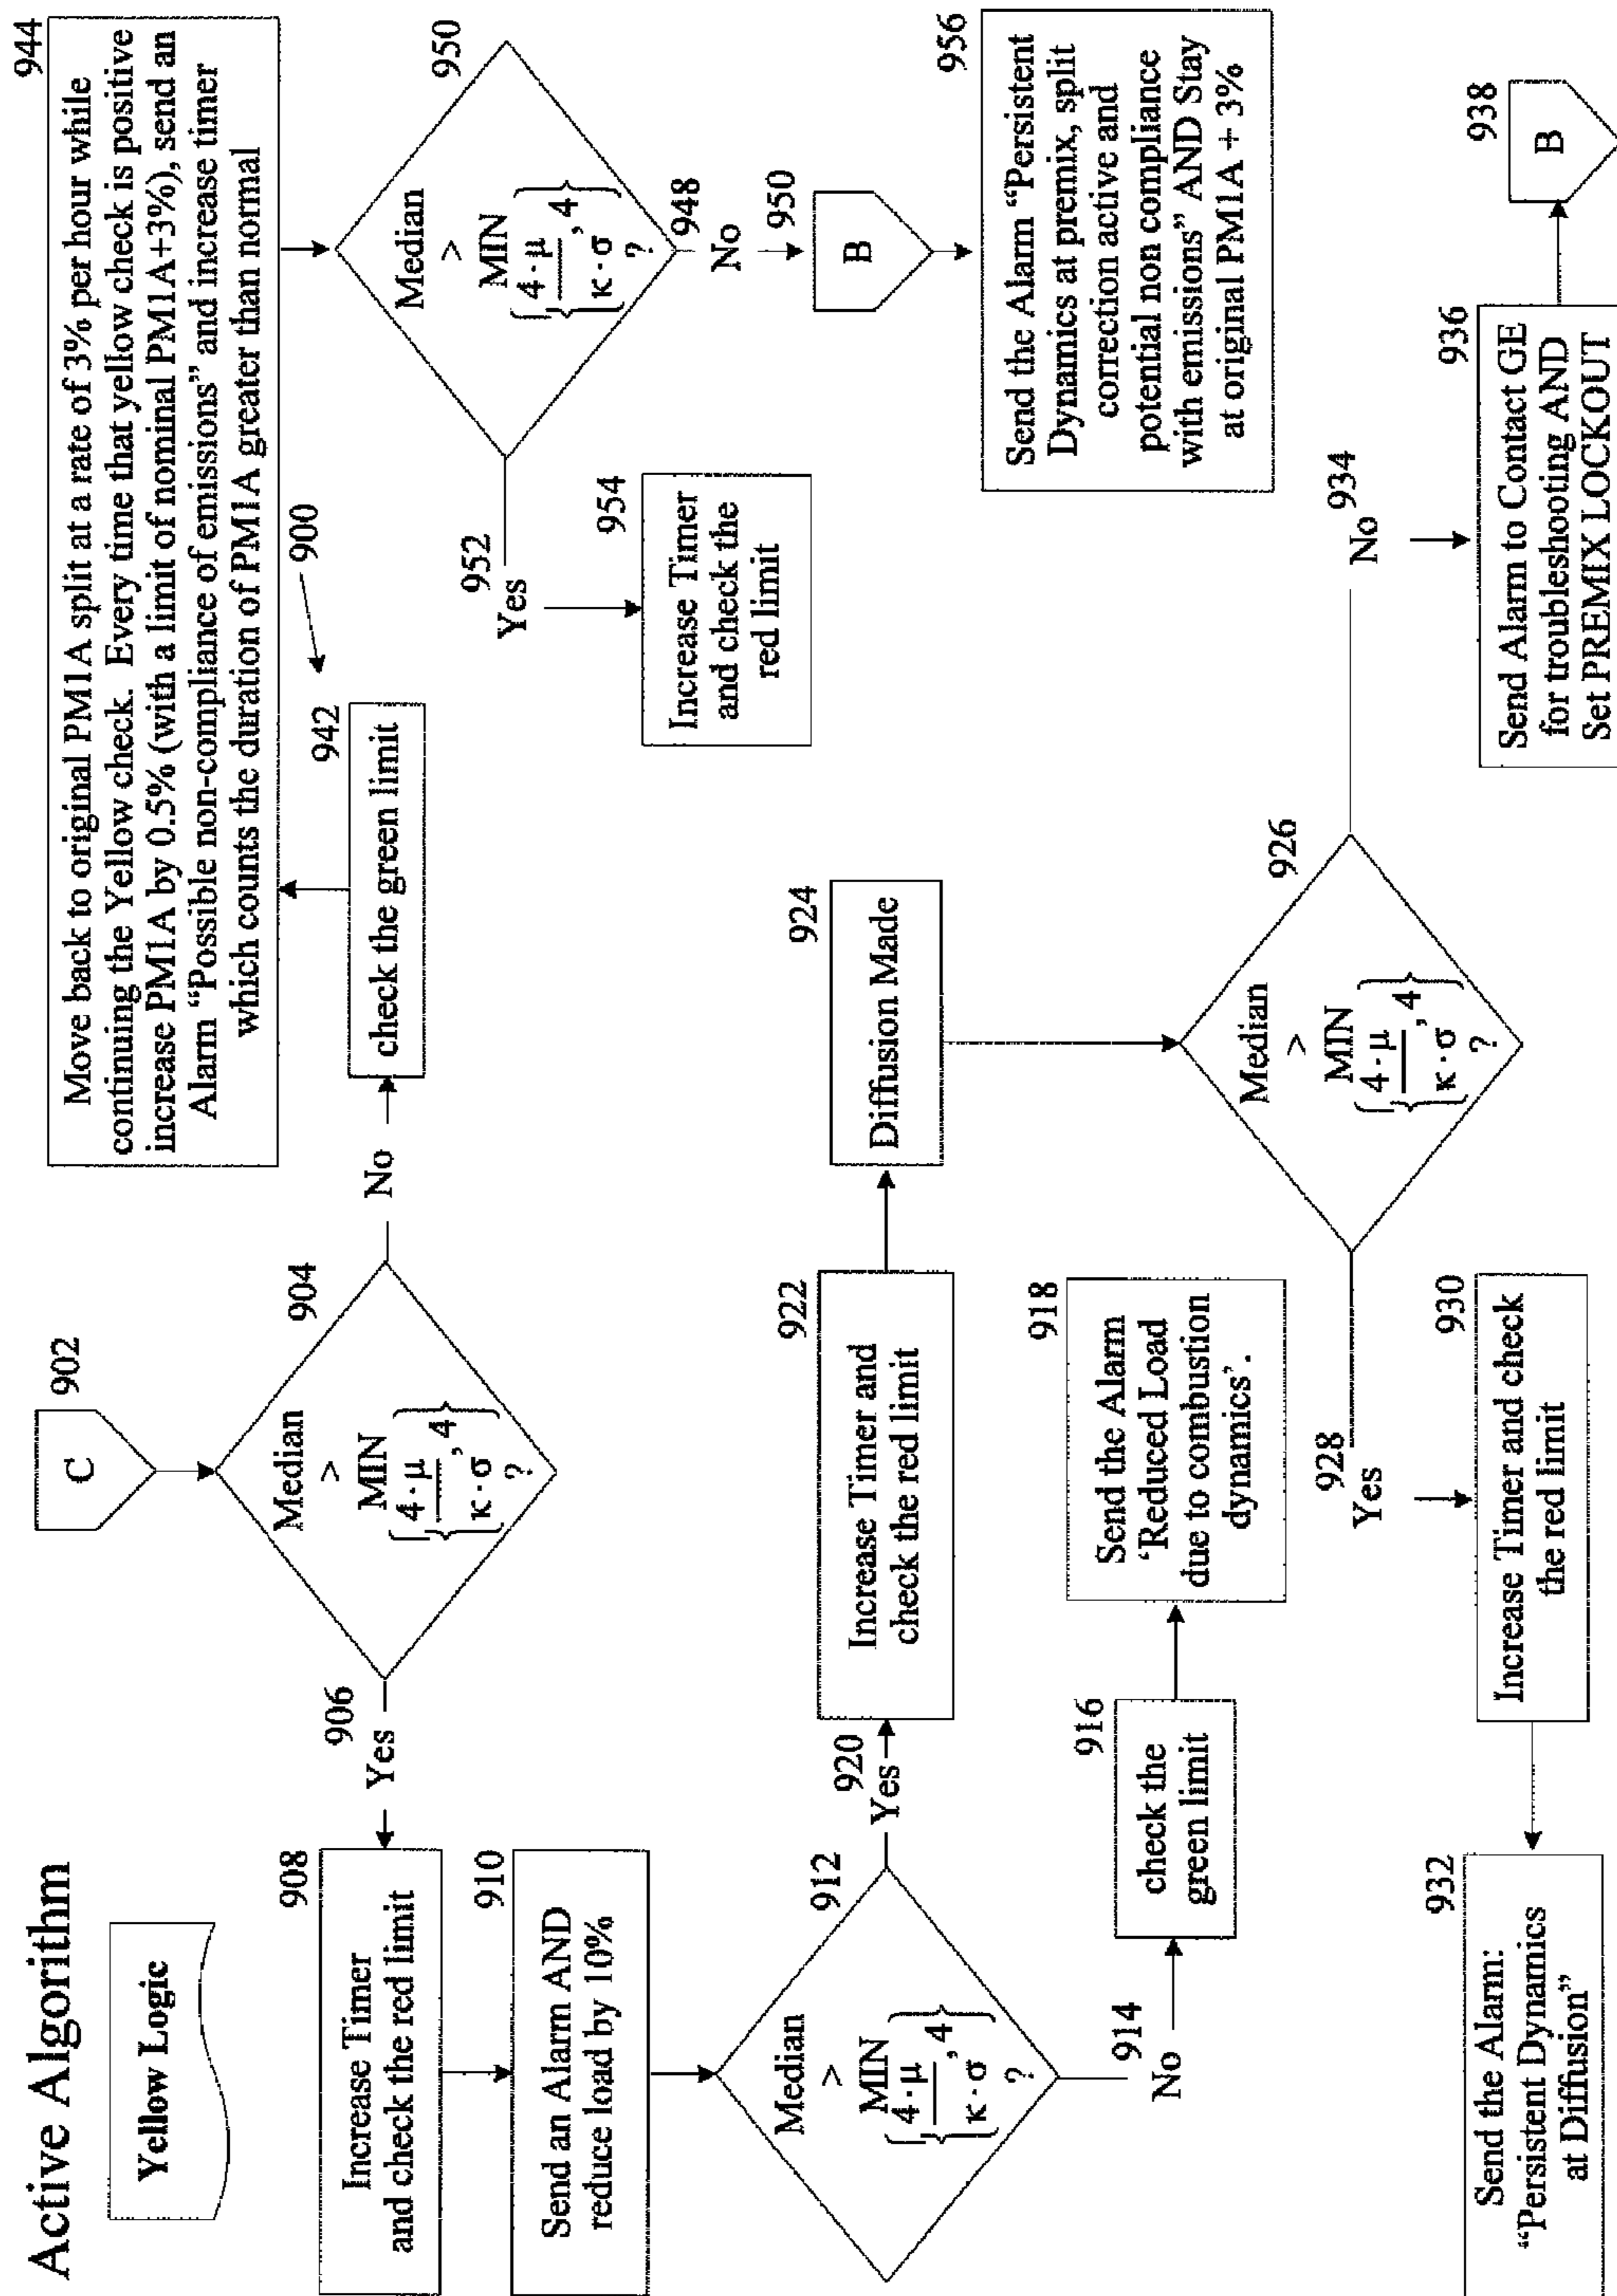 Active Algorithm
Yellow Logic
C
902
Median
>
MIN
{4·μ/κ·σ, 4}
?
904
906
Yes
908
Increase Timer
and check the red limit
910
Send an Alarm AND
reduce load by 10%
Median
>
MIN
{4·μ/κ·σ, 4}
?
912
914
No
916
check the
green limit
918
Send the Alarm
‘Reduced Load
due to combustion
dynamics’.
920
Yes
922
Increase Timer and
check the red limit
924
Diffusion Made
Median
>
MIN
{4·μ/κ·σ, 4}
?
926
928
Yes
930
Increase Timer and check
the red limit
932
Send the Alarm:
“Persistent Dynamics
at Diffusion”
934
No
936
Send Alarm to Contact GE
for troubleshooting AND
Set PREMIX LOCKOUT
938
B
No
942
check the green limit
900
944
Move back to original PM1A split at a rate of 3% per hour while
continuing the Yellow check. Every time that yellow check is positive
increase PM1A by 0.5% (with a limit of nominal PM1A+3%), send an
Alarm “Possible non-compliance of emissions” and increase timer
which counts the duration of PM1A greater than normal
Median
>
MIN
{4·μ/κ·σ, 4}
?
950
952
Yes
954
Increase Timer
and check the
red limit
948
No
950
B
956
Send the Alarm “Persistent
Dynamics at premix, split
correction active and
potential non compliance
with emissions” AND Stay
at original PM1A + 3%